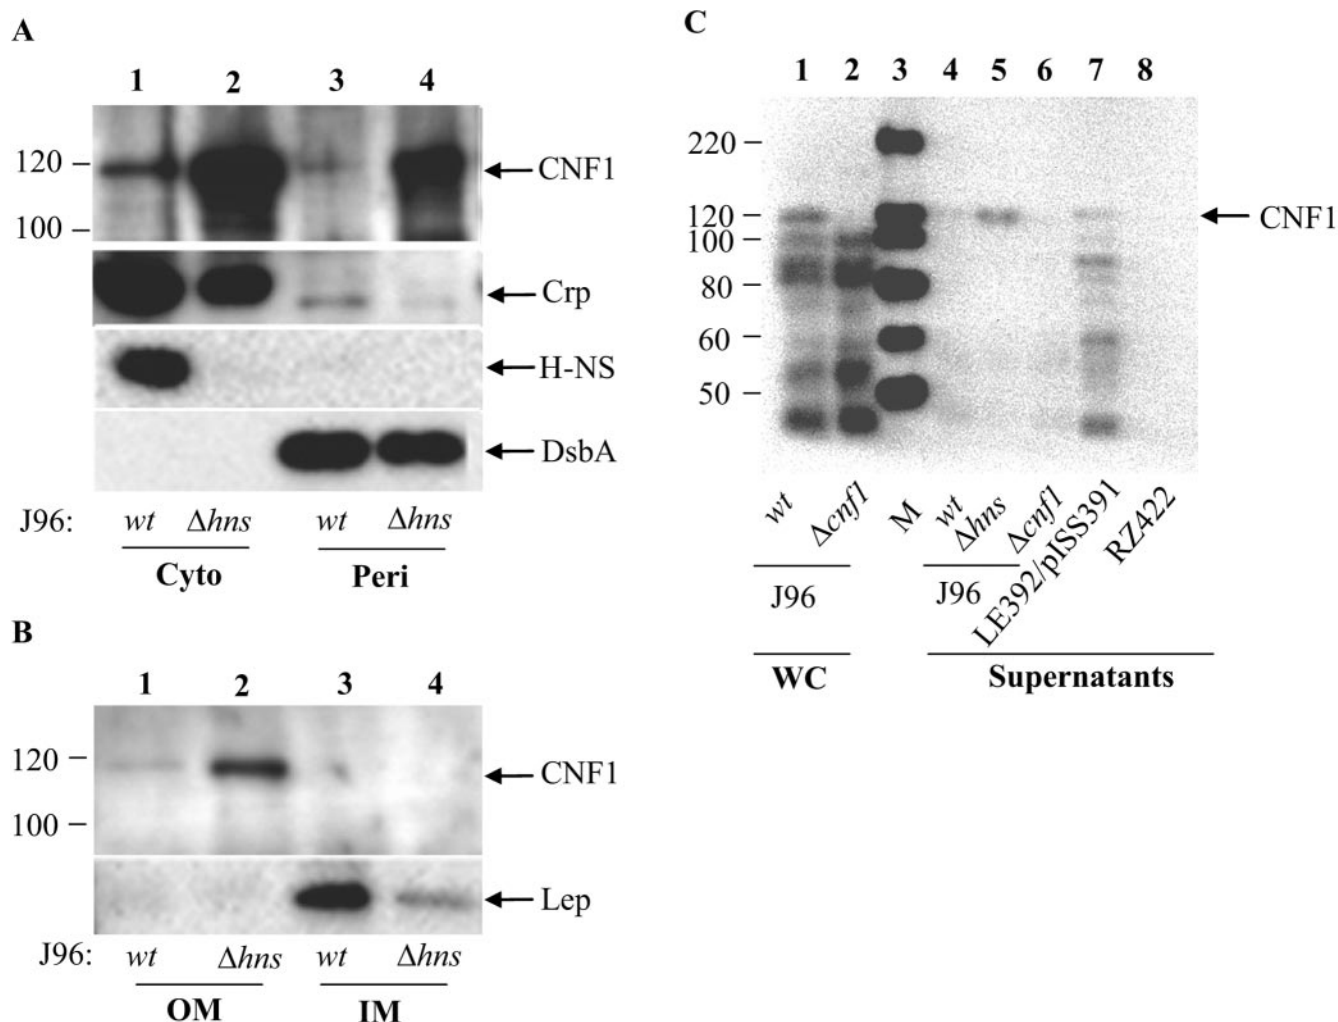 A
1 2 3 4
120
100
CNF1
Crp
H-NS
DsbA
J96: wt Δhns wt Δhns
Cyto Peri
B
1 2 3 4
120
100
CNF1
Lep
J96: wt Δhns wt Δhns
OM IM
C
1 2 3 4 5 6 7 8
220
120
100
80
60
50
CNF1
wt Δcnf1 M wt Δhns Δcnf1 LE392/pISS391 RZ422
J96 J96
WC Supernatants